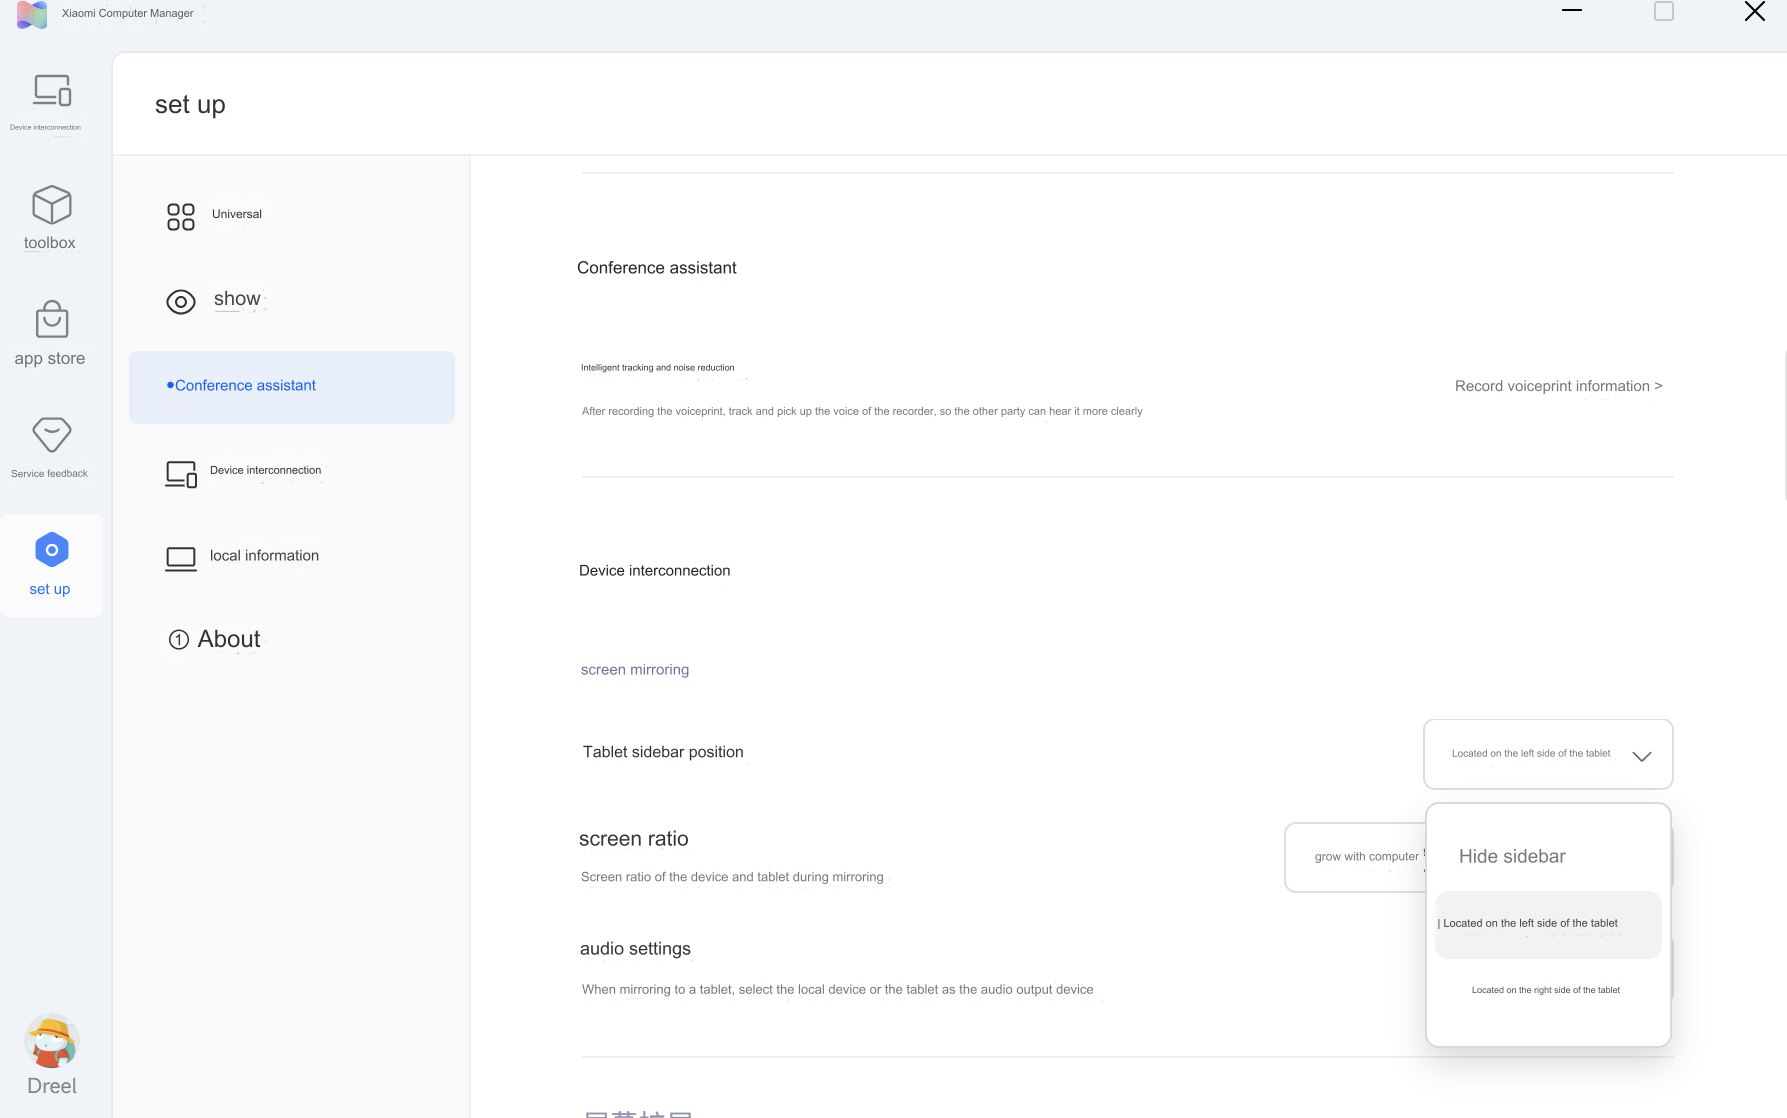 Xiaomi Computer Manager
Device interconnection
toolbox
app store
Service feedback
set up
Dreel
set up
Universal
show
Conference assistant
Device interconnection
local information
About
Conference assistant
Intelligent tracking and noise reduction
After recording the voiceprint, track and pick up the voice of the recorder, so the other party can hear it more clearly
Record voiceprint information >
Device interconnection
screen mirroring
Tablet sidebar position
Located on the left side of the tablet
screen ratio
Screen ratio of the device and tablet during mirroring
grow with computer
Hide sidebar
| Located on the left side of the tablet
Located on the right side of the tablet
audio settings
When mirroring to a tablet, select the local device or the tablet as the audio output device